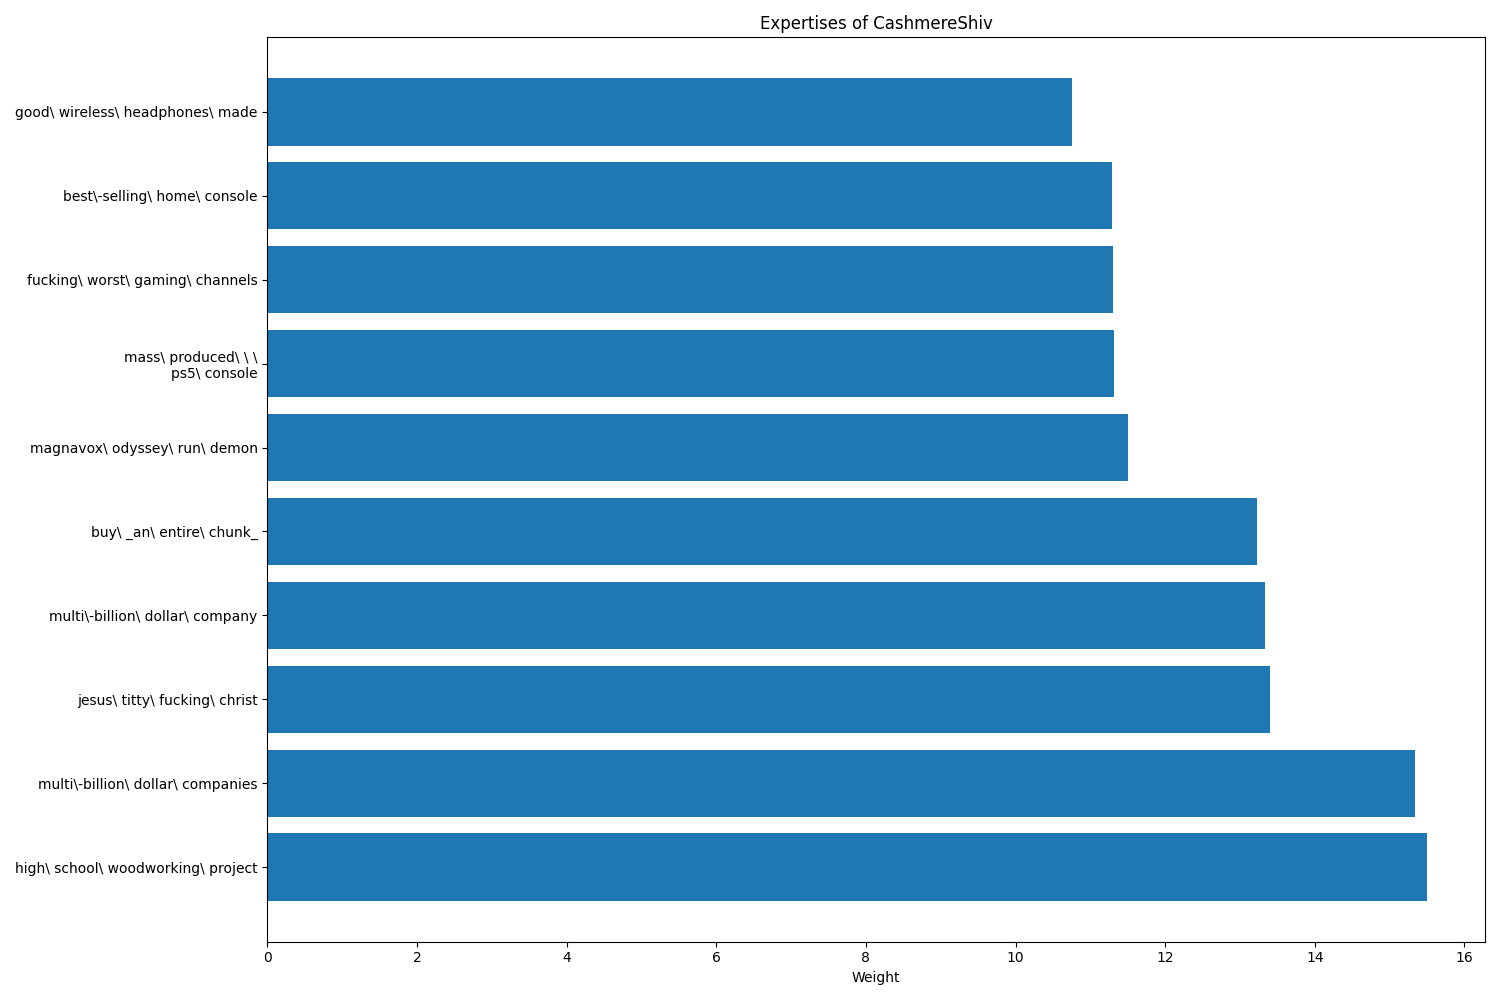 Expertises of CashmereShiv
good\ wireless\ headphones\ made
best\-selling\ home\ console
fucking\ worst\ gaming\ channels
mass\ produced\ \ \
ps5\ console
magnavox\ odyssey\ run\ demon
buy\ _an\ entire\ chunk_
multi\-billion\ dollar\ company
jesus\ titty\ fucking\ christ
multi\-billion\ dollar\ companies
high\ school\ woodworking\ project
0 2 4 6 8 10 12 14 16
Weight